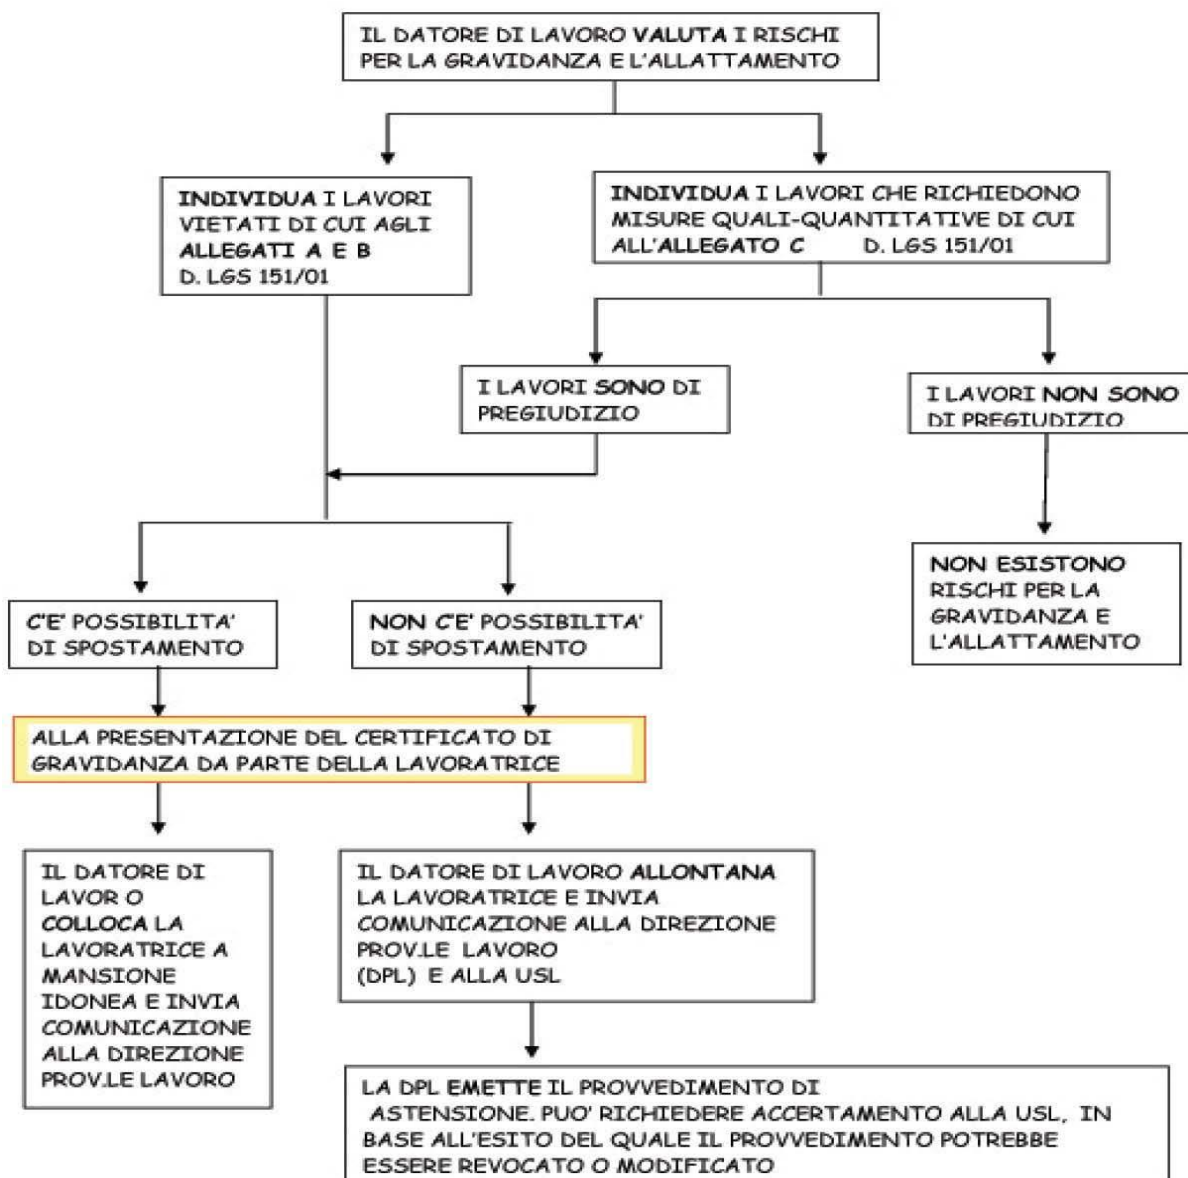 IL DATORE DI LAVORO VALUTA I RISCHI
PER LA GRAVIDANZA E L'ALLATTAMENTO
INDIVIDUA I LAVORI
VIETATI DI CUI AGLI
ALLEGATI A E B
D. LGS 151/01
INDIVIDUA I LAVORI CHE RICHIEDONO
MISURE QUALI-QUANTITATIVE DI CUI
ALL'ALLEGATO C D. LGS 151/01
I LAVORI SONO DI
PREGIUDIZIO
I LAVORI NON SONO
DI PREGIUDIZIO
NON ESISTONO
RISCHI PER LA
GRAVIDANZA E
L'ALLATTAMENTO
C'E' POSSIBILITA'
DI SPOSTAMENTO
NON C'E' POSSIBILITA'
DI SPOSTAMENTO
ALLA PRESENTAZIONE DEL CERTIFICATO DI
GRAVIDANZA DA PARTE DELLA LAVORATRICE
IL DATORE DI
LAVOR O
COLLOCA LA
LAVORATRICE A
MANSIONE
IDONEA E INVIA
COMUNICAZIONE
ALLA DIREZIONE
PROV.LE LAVORO
IL DATORE DI LAVORO ALLONTANA
LA LAVORATRICE E INVIA
COMUNICAZIONE ALLA DIREZIONE
PROV.LE LAVORO
(DPL) E ALLA USL
LA DPL EMETTE IL PROVVEDIMENTO DI
ASTENSIONE. PUO' RICHIEDERE ACCERTAMENTO ALLA USL, IN
BASE ALL'ESITO DEL QUALE IL PROVVEDIMENTO POTREBBE
ESSERE REVOCATO O MODIFICATO